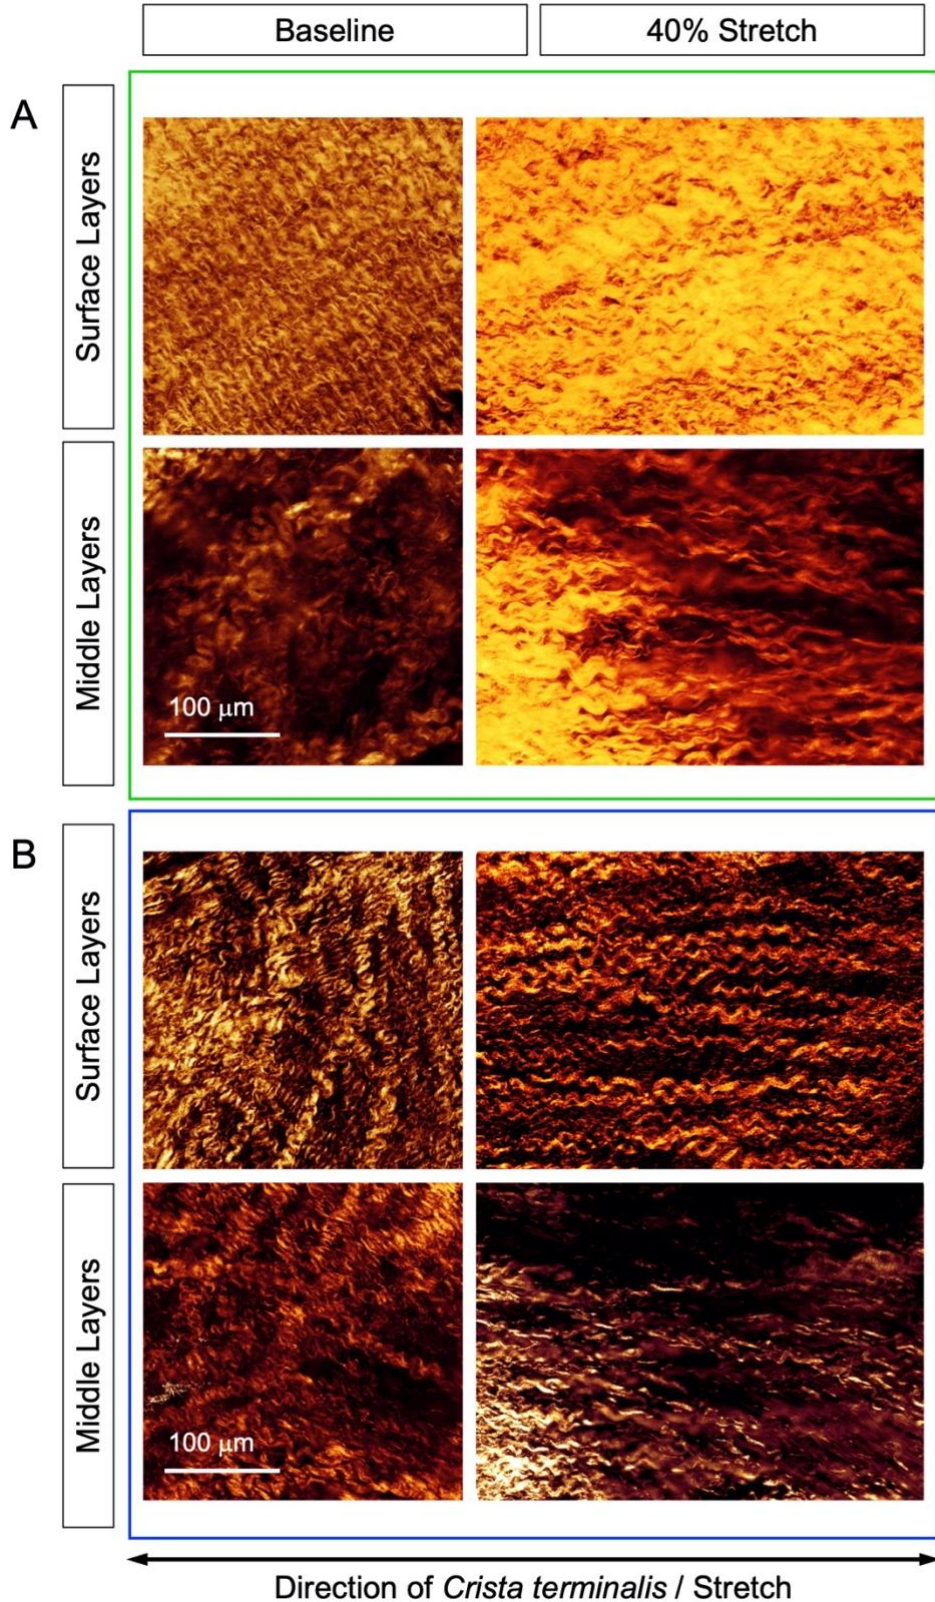 Baseline
40% Stretch
A
Surface Layers
Middle Layers
100 μm
B
Surface Layers
Middle Layers
100 μm
Direction of Crista terminalis / Stretch